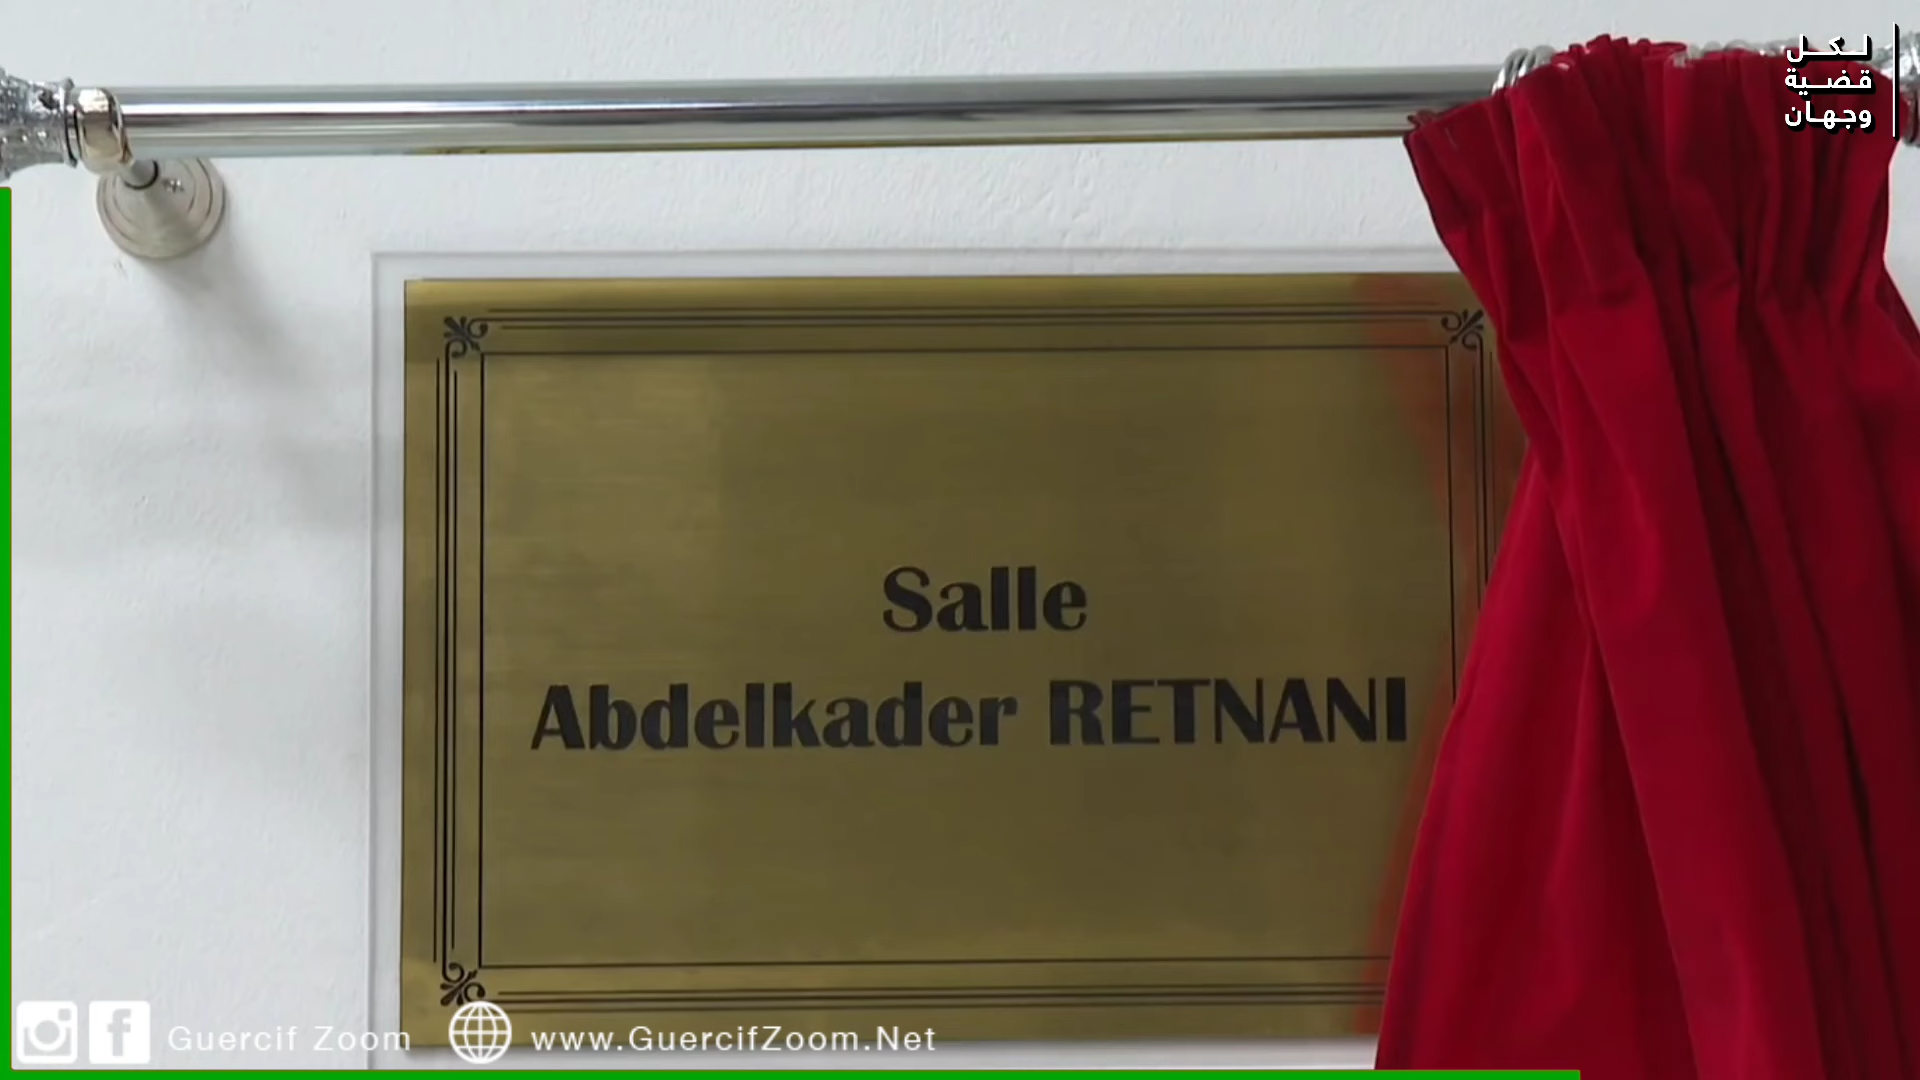 لكل
قضية
وجهان
Salle
Abdelkader RETNANI
Guercif Zoom
www.GuercifZoom.Net